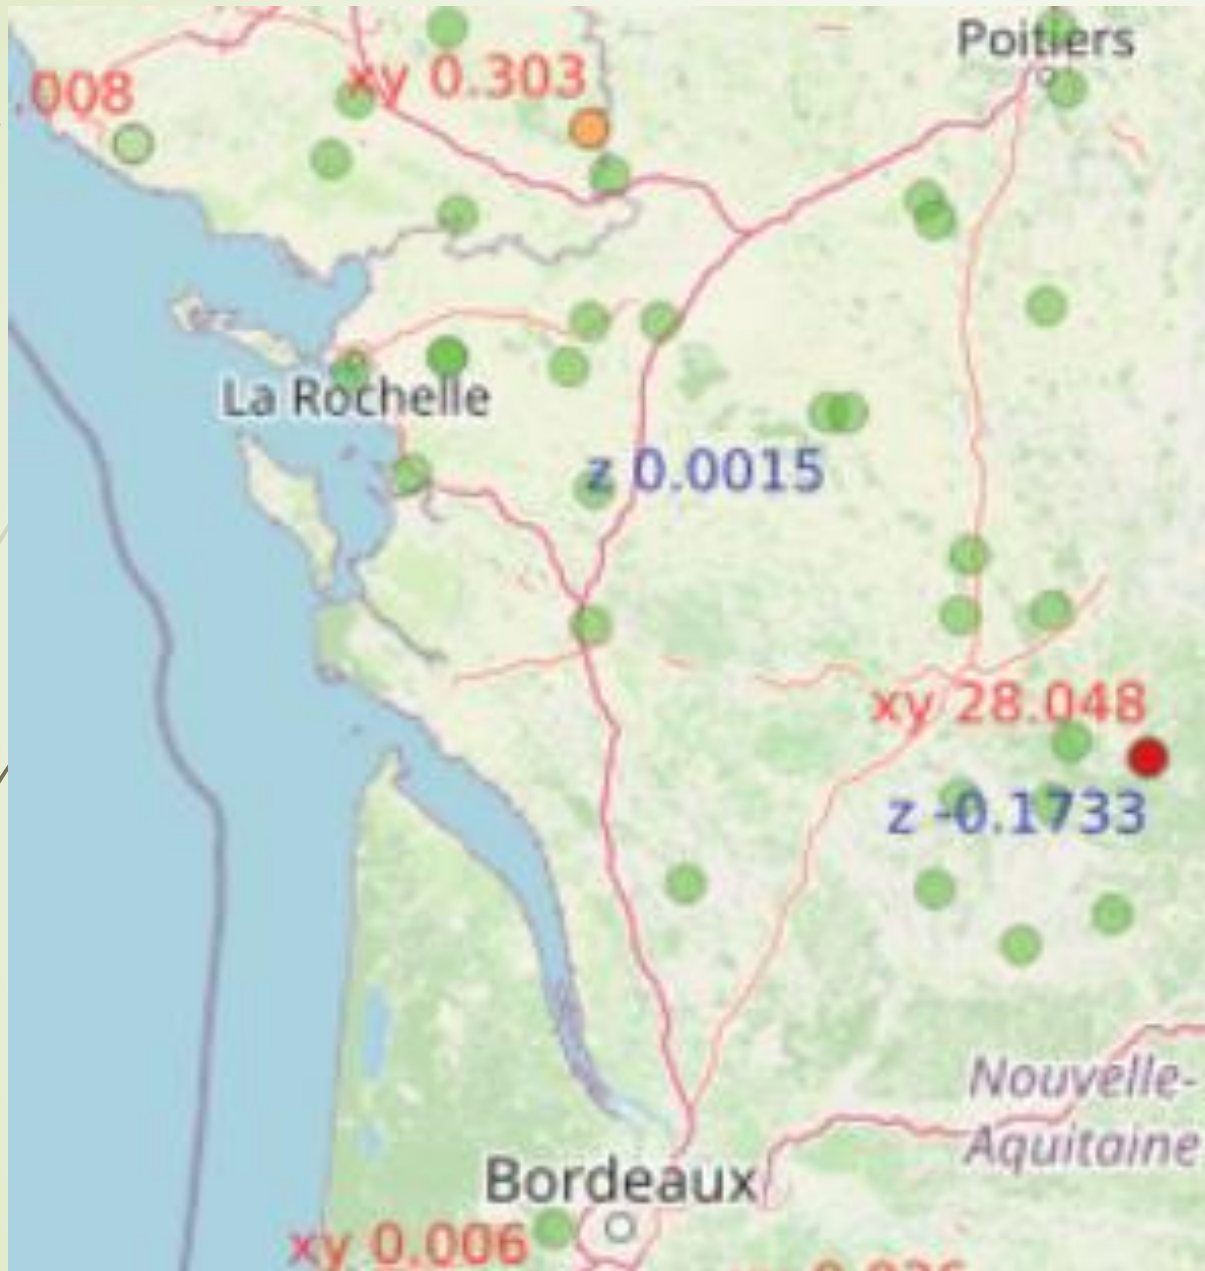 Poitiers
xy 0.303
.008
La Rochelle
z 0.0015
xy 28.048
z -0.1733
Nouvelle-
Aquitaine
Bordeaux
xy 0.006